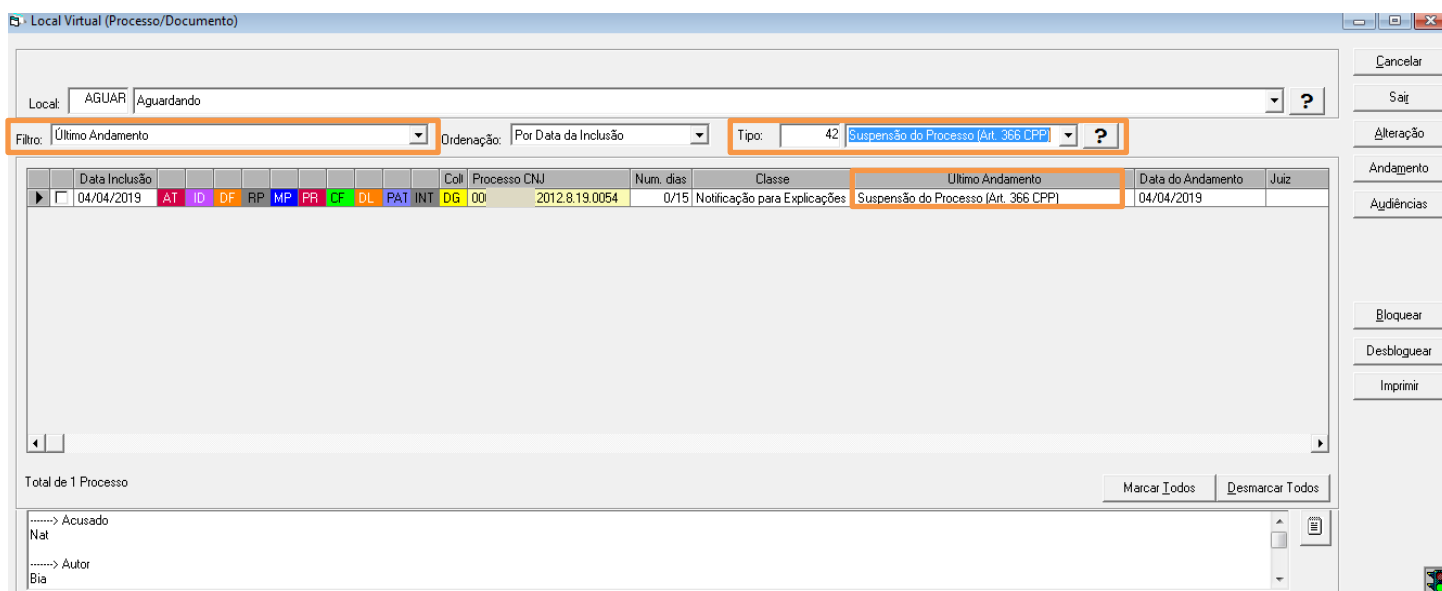 Local Virtual (Processo/Documento)
Cancelar
Local: AGUAR Aguardando ? Sair
Filtro: Último Andamento Ordenação: Por Data da Inclusão Tipo: 42 Suspensão do Processo (Art. 366 CPP) ? Alteração
Andamento
Data Inclusão Coll Processo CNJ Num. dias Classe Ultimo Andamento Data do Andamento Juiz
04/04/2019 AT ID DF RP MP PR CF DL PAT INT DG 00 2012.8.19.0054 0/15 Notificação para Explicações Suspensão do Processo (Art. 366 CPP) 04/04/2019
Audiências
Bloquear
Desbloquear
Imprimir
Total de 1 Processo
Marcar Todos Desmarcar Todos
-------> Acusado
Nat
-------> Autor
Bia